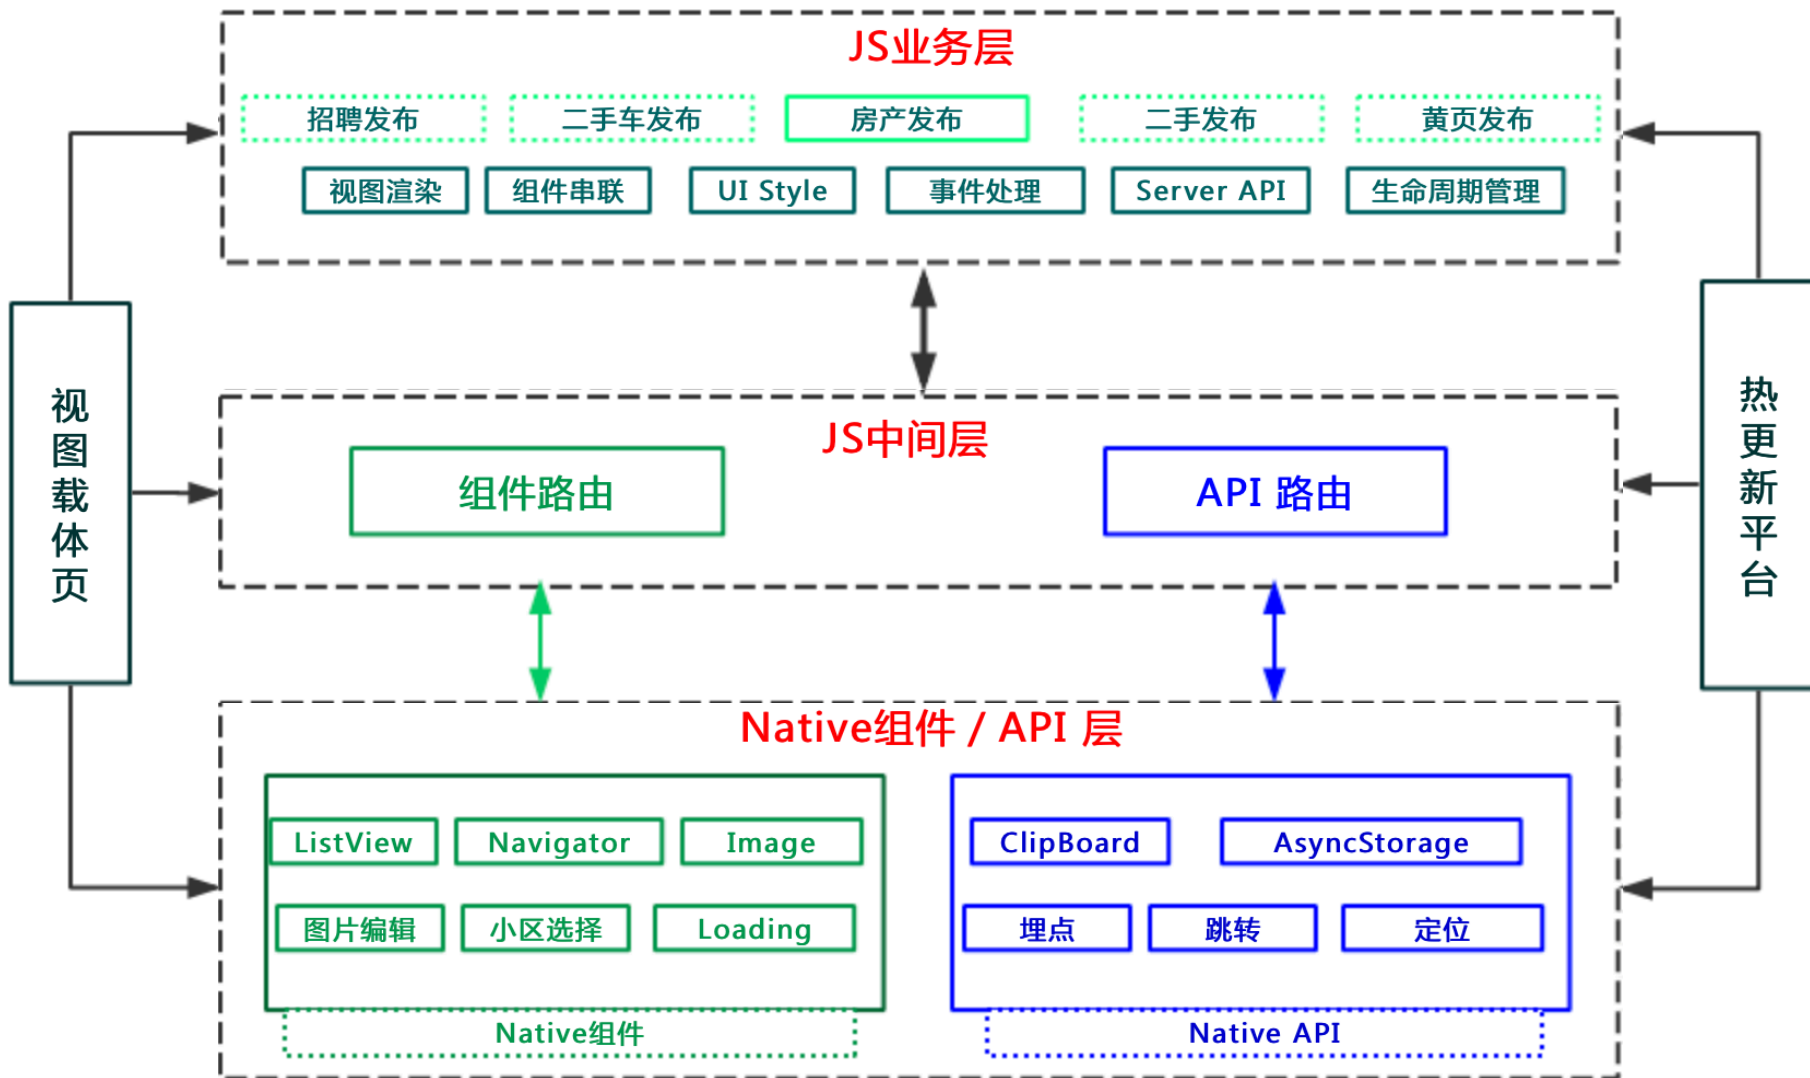 JS业务层
招聘发布
二手车发布
房产发布
二手发布
黄页发布
视图渲染
组件串联
UI Style
事件处理
Server API
生命周期管理
视图载体页
热更新平台
JS中间层
组件路由
API 路由
Native组件 / API 层
ListView
Navigator
Image
图片编辑
小区选择
Loading
Native组件
ClipBoard
AsyncStorage
埋点
跳转
定位
Native API